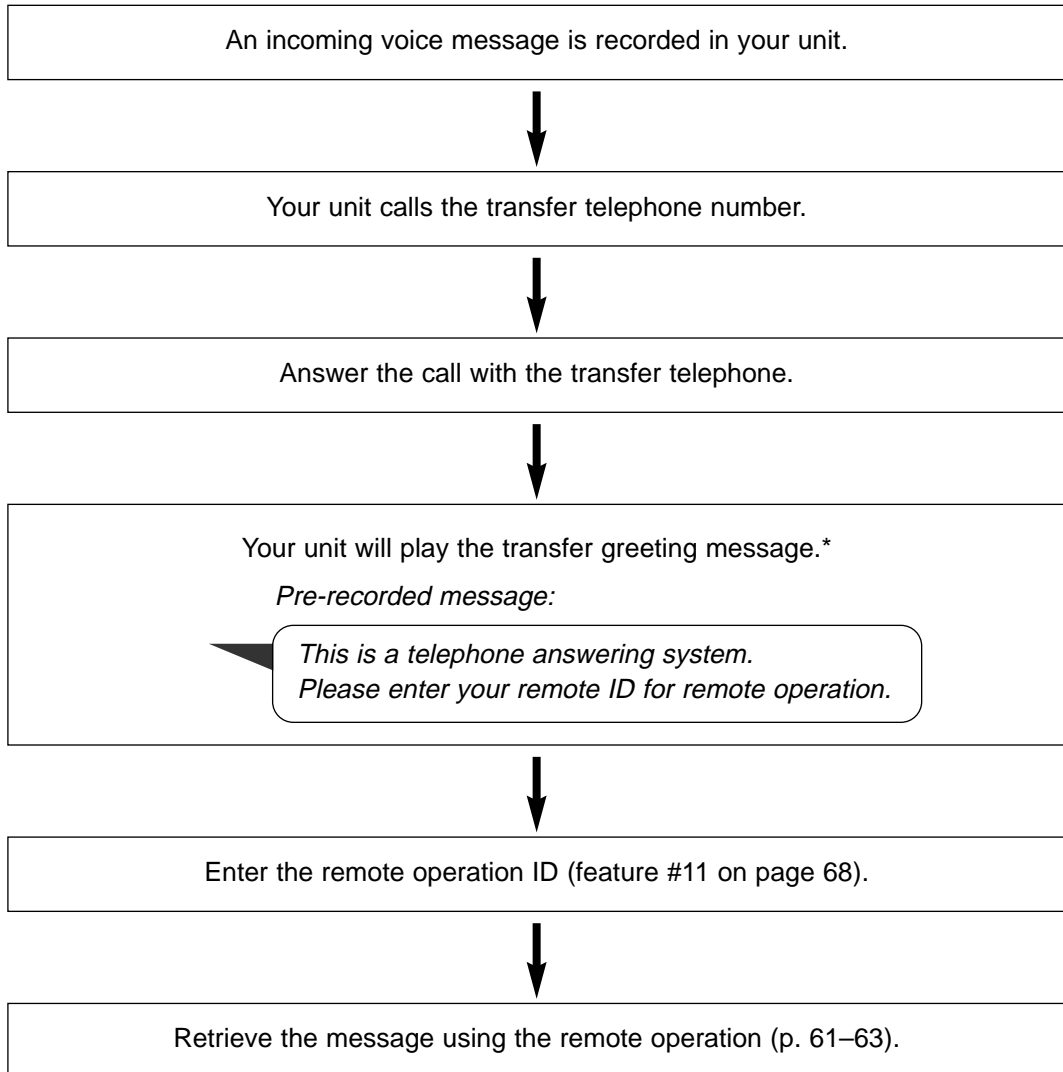 An incoming voice message is recorded in your unit.
Your unit calls the transfer telephone number.
Answer the call with the transfer telephone.
Your unit will play the transfer greeting message.*
Pre-recorded message:
This is a telephone answering system.
Please enter your remote ID for remote operation.
Enter the remote operation ID (feature #11 on page 68).
Retrieve the message using the remote operation (p. 61–63).